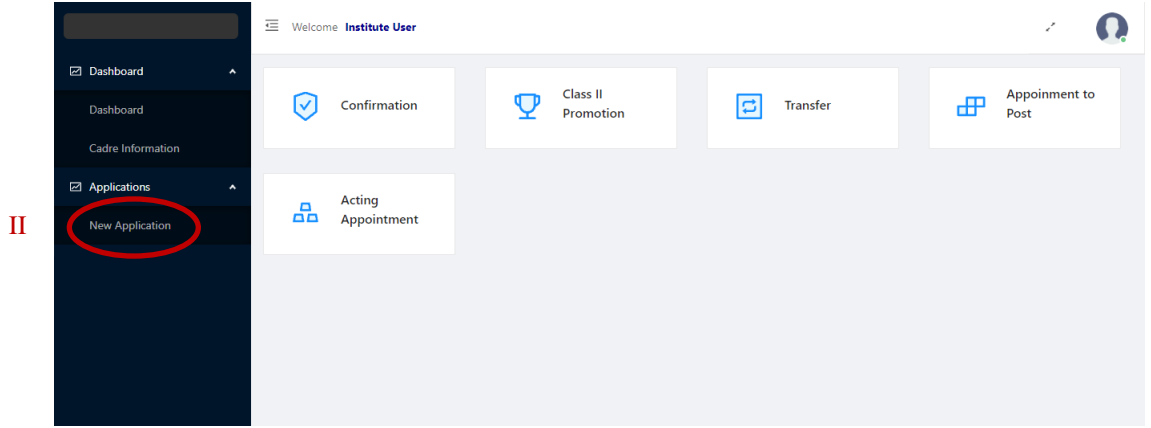 Welcome Institute User
Dashboard
Dashboard
Cadre Information
Applications
II
New Application
Confirmation
Class II
Promotion
Transfer
Appoinment to
Post
Acting
Appointment